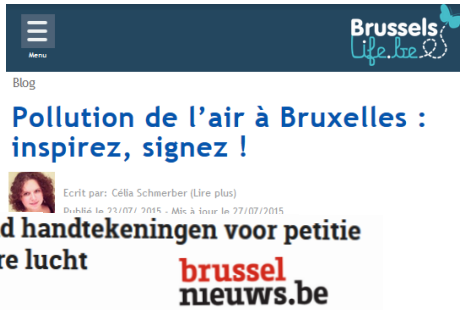 Menu
Brussels
Life.be
Blog
Pollution de l'air à Bruxelles :
inspirez, signez !
Ecrit par: Célia Schmerber (Lire plus)
Publié le 23/07/ 2015 - Mis à jour le 27/07/2015
d handtekeningen voor petitie
re lucht
brussel
nieuws.be